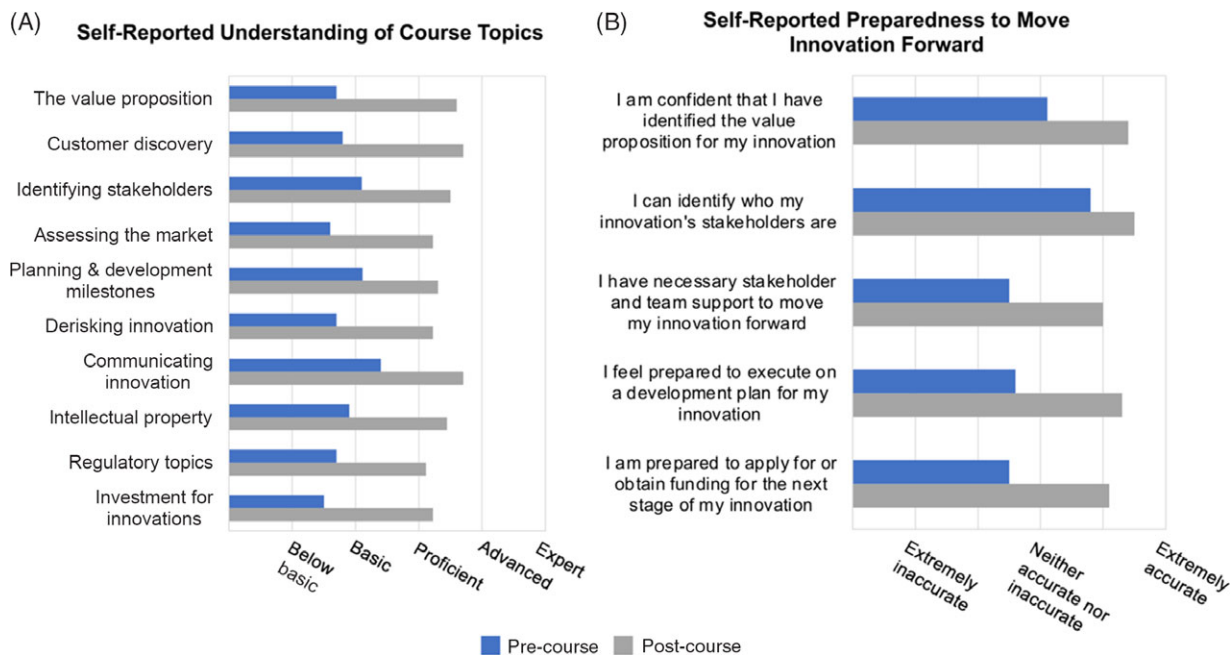 (A)
Self-Reported Understanding of Course Topics
The value proposition
Customer discovery
Identifying stakeholders
Assessing the market
Planning & development
milestones
Derisking innovation
Communicating
innovation
Intellectual property
Regulatory topics
Investment for
innovations
Below
basic
Basic
Proficient
Advanced
Expert
(B)
Self-Reported Preparedness to Move
Innovation Forward
I am confident that I have
identified the value
proposition for my innovation
I can identify who my
innovation's stakeholders are
I have necessary stakeholder
and team support to move
my innovation forward
I feel prepared to execute on
a development plan for my
innovation
I am prepared to apply for or
obtain funding for the next
stage of my innovation
Extremely
inaccurate
Neither
accurate nor
inaccurate
Extremely
accurate
Pre-course
Post-course